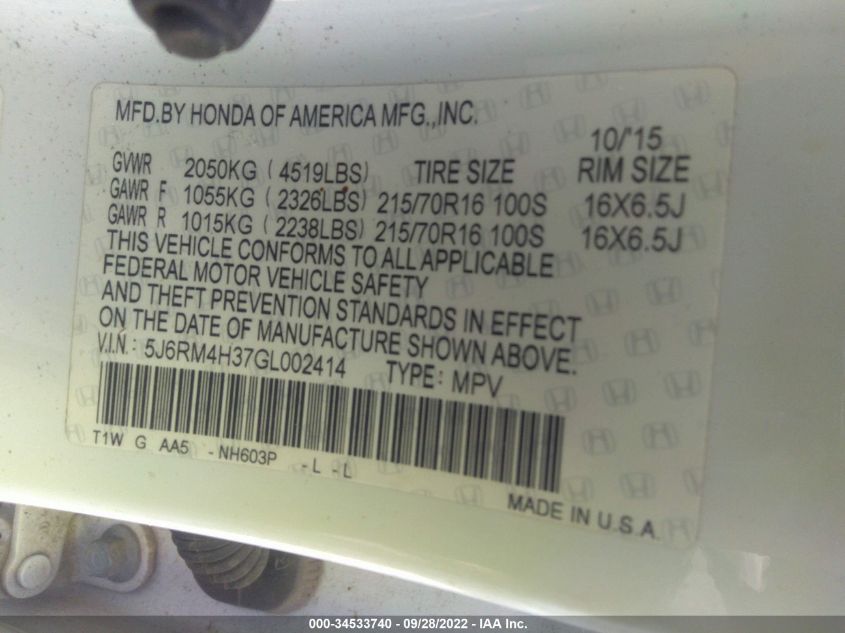 MFD.BY HONDA OF AMERICA MFG.,INC.
10/'15
GVWR 2050KG (4519LBS) TIRE SIZE RIM SIZE
GAWR F 1055KG (2326LBS) 215/70R16 100S 16X6.5J
GAWR R 1015KG (2238LBS) 215/70R16 100S 16X6.5J
THIS VEHICLE CONFORMS TO ALL APPLICABLE
FEDERAL MOTOR VEHICLE SAFETY
AND THEFT PREVENTION STANDARDS IN EFFECT
ON THE DATE OF MANUFACTURE SHOWN ABOVE.
V.I.N.: 5J6RM4H37GL002414 TYPE: MPV
T1W G AA5 - NH603P - L - L
MADE IN U.S.A
000-34533740 - 09/28/2022 - IAA Inc.